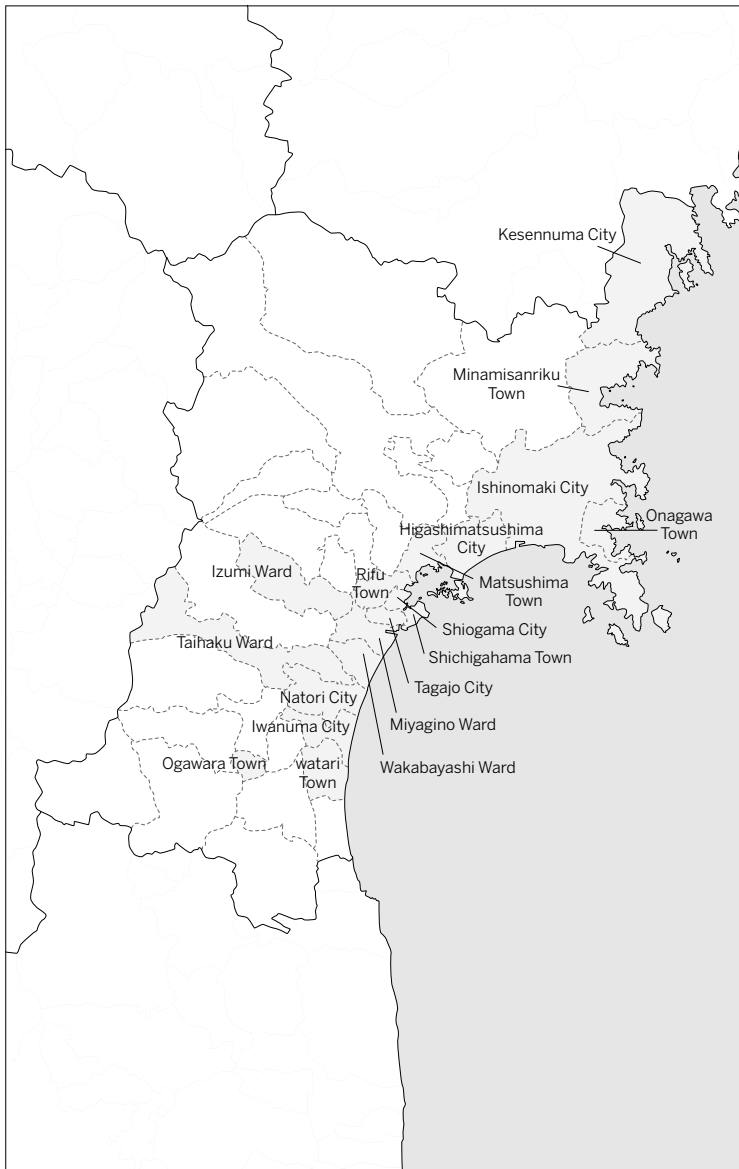 Kesennuma City
Minamisanriku
Town
Ishinomaki City
Onagawa
Town
Higashimatsushima
City
Izumi Ward
Rifu
Town
Matsushima
Town
Shiogama City
Taihaku Ward
Shichigahama Town
Tagajo City
Natori City
Miyagino Ward
Iwanuma City
Ogawara Town
watari
Town
Wakabayashi Ward